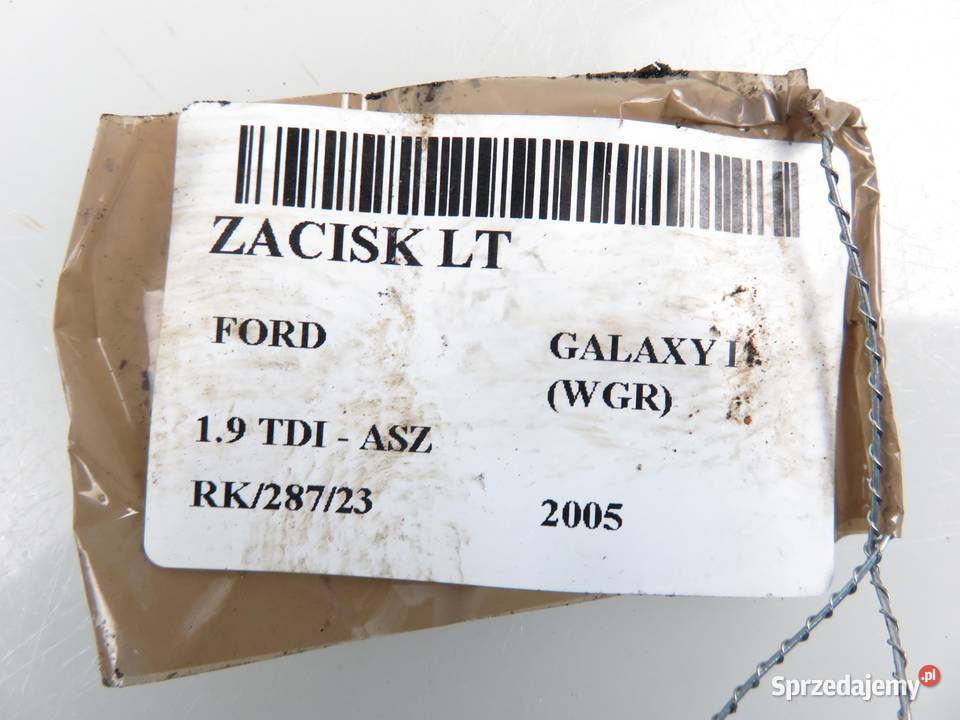 ZACISK LT
FORD
GALAXY
(WGR)
1.9 TDI - ASZ
RK/287/23
2005
Sprzedajemy.pl